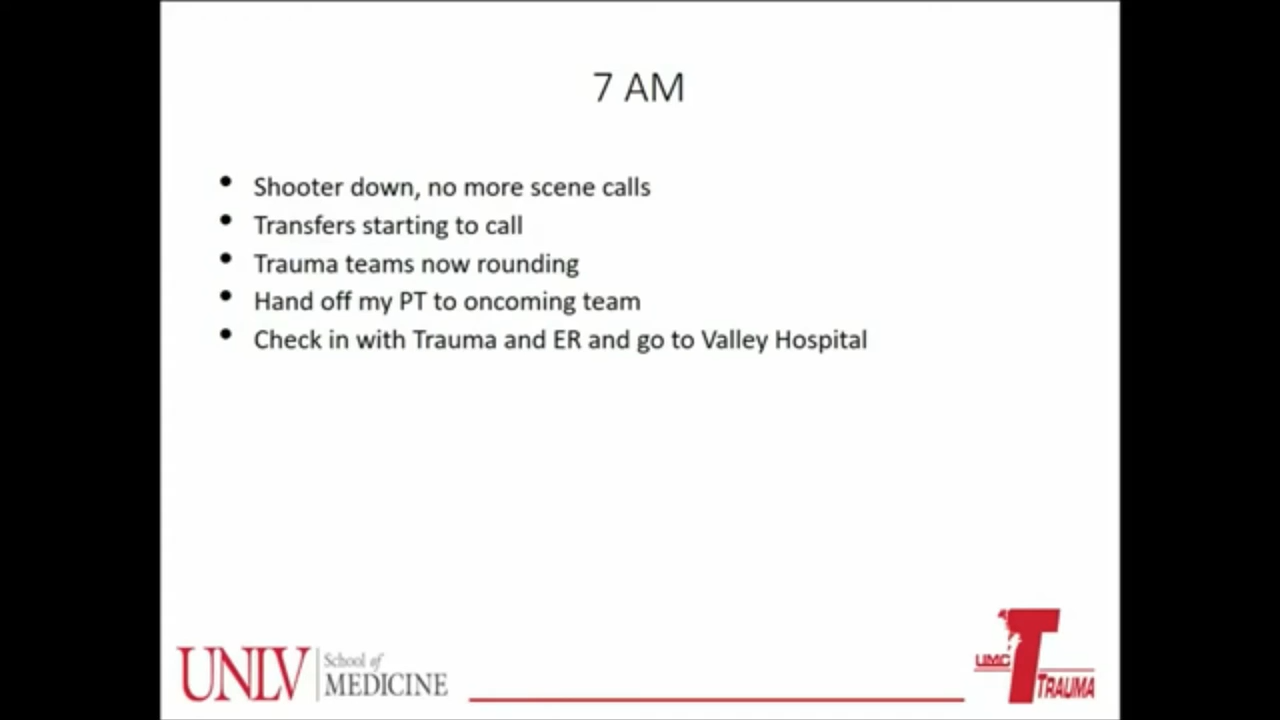 7 AM
• Shooter down, no more scene calls
• Transfers starting to call
• Trauma teams now rounding
• Hand off my PT to oncoming team
• Check in with Trauma and ER and go to Valley Hospital
UNLV School of MEDICINE
UMC TRAUMA